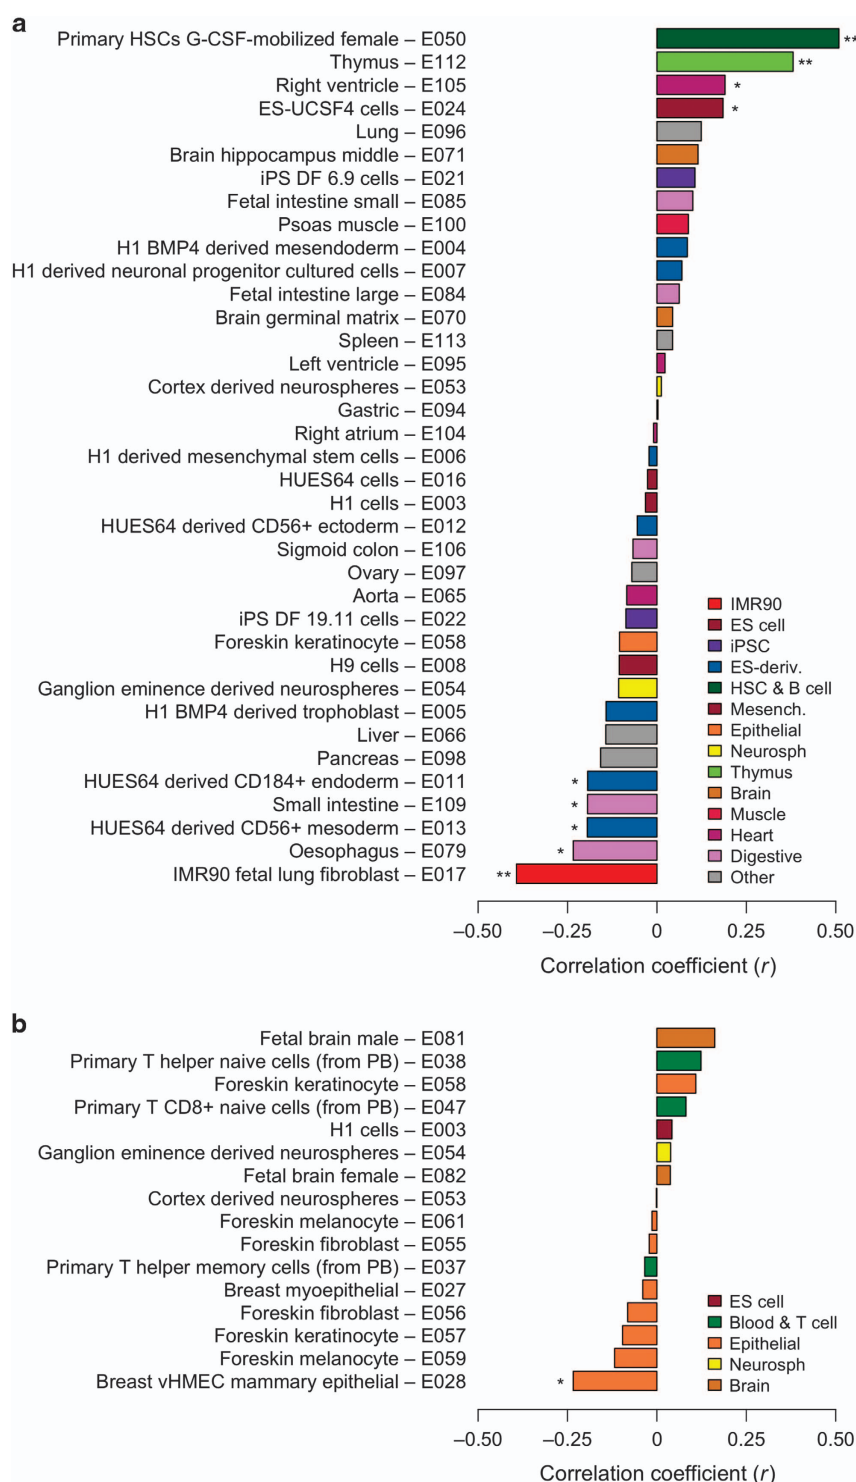 a
Primary HSCs G-CSF-mobilized female – E050 **
Thymus – E112 **
Right ventricle – E105 *
ES-UCSF4 cells – E024 *
Lung – E096
Brain hippocampus middle – E071
iPS DF 6.9 cells – E021
Fetal intestine small – E085
Psoas muscle – E100
H1 BMP4 derived mesendoderm – E004
H1 derived neuronal progenitor cultured cells – E007
Fetal intestine large – E084
Brain germinal matrix – E070
Spleen – E113
Left ventricle – E095
Cortex derived neurospheres – E053
Gastric – E094
Right atrium – E104
H1 derived mesenchymal stem cells – E006
HUES64 cells – E016
H1 cells – E003
HUES64 derived CD56+ ectoderm – E012
Sigmoid colon – E106
Ovary – E097
Aorta – E065
iPS DF 19.11 cells – E022
Foreskin keratinocyte – E058
H9 cells – E008
Ganglion eminence derived neurospheres – E054
H1 BMP4 derived trophoblast – E005
Liver – E066
Pancreas – E098
HUES64 derived CD184+ endoderm – E011 *
Small intestine – E109 *
HUES64 derived CD56+ mesoderm – E013 *
Oesophagus – E079 *
IMR90 fetal lung fibroblast – E017 **
IMR90
ES cell
iPSC
ES-deriv.
HSC & B cell
Mesench.
Epithelial
Neurosph
Thymus
Brain
Muscle
Heart
Digestive
Other
–0.50 –0.25 0 0.25 0.50
Correlation coefficient (r)
b
Fetal brain male – E081
Primary T helper naive cells (from PB) – E038
Foreskin keratinocyte – E058
Primary T CD8+ naive cells (from PB) – E047
H1 cells – E003
Ganglion eminence derived neurospheres – E054
Fetal brain female – E082
Cortex derived neurospheres – E053
Foreskin melanocyte – E061
Foreskin fibroblast – E055
Primary T helper memory cells (from PB) – E037
Breast myoepithelial – E027
Foreskin fibroblast – E056
Foreskin keratinocyte – E057
Foreskin melanocyte – E059
Breast vHMEC mammary epithelial – E028 *
ES cell
Blood & T cell
Epithelial
Neurosph
Brain
–0.50 –0.25 0 0.25 0.50
Correlation coefficient (r)